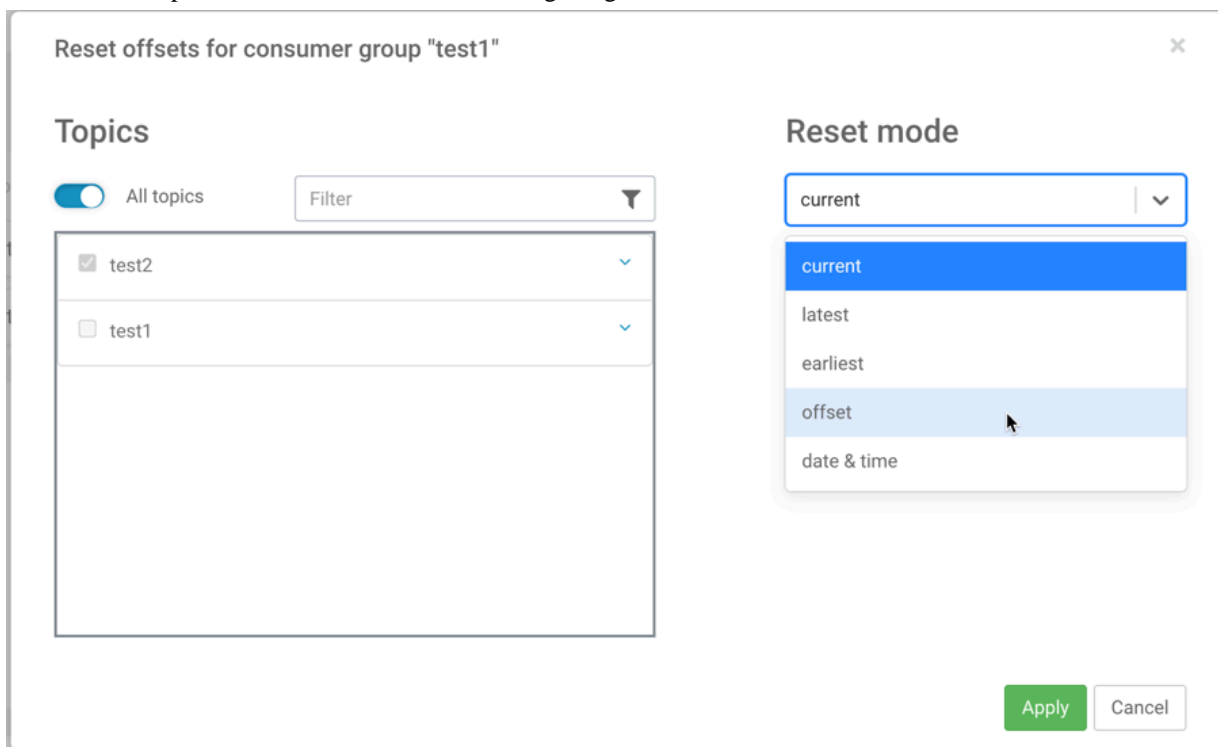 Reset offsets for consumer group "test1"
×
Topics
Reset mode
All topics
Filter
current
test2
test1
current
latest
earliest
offset
date & time
Apply
Cancel